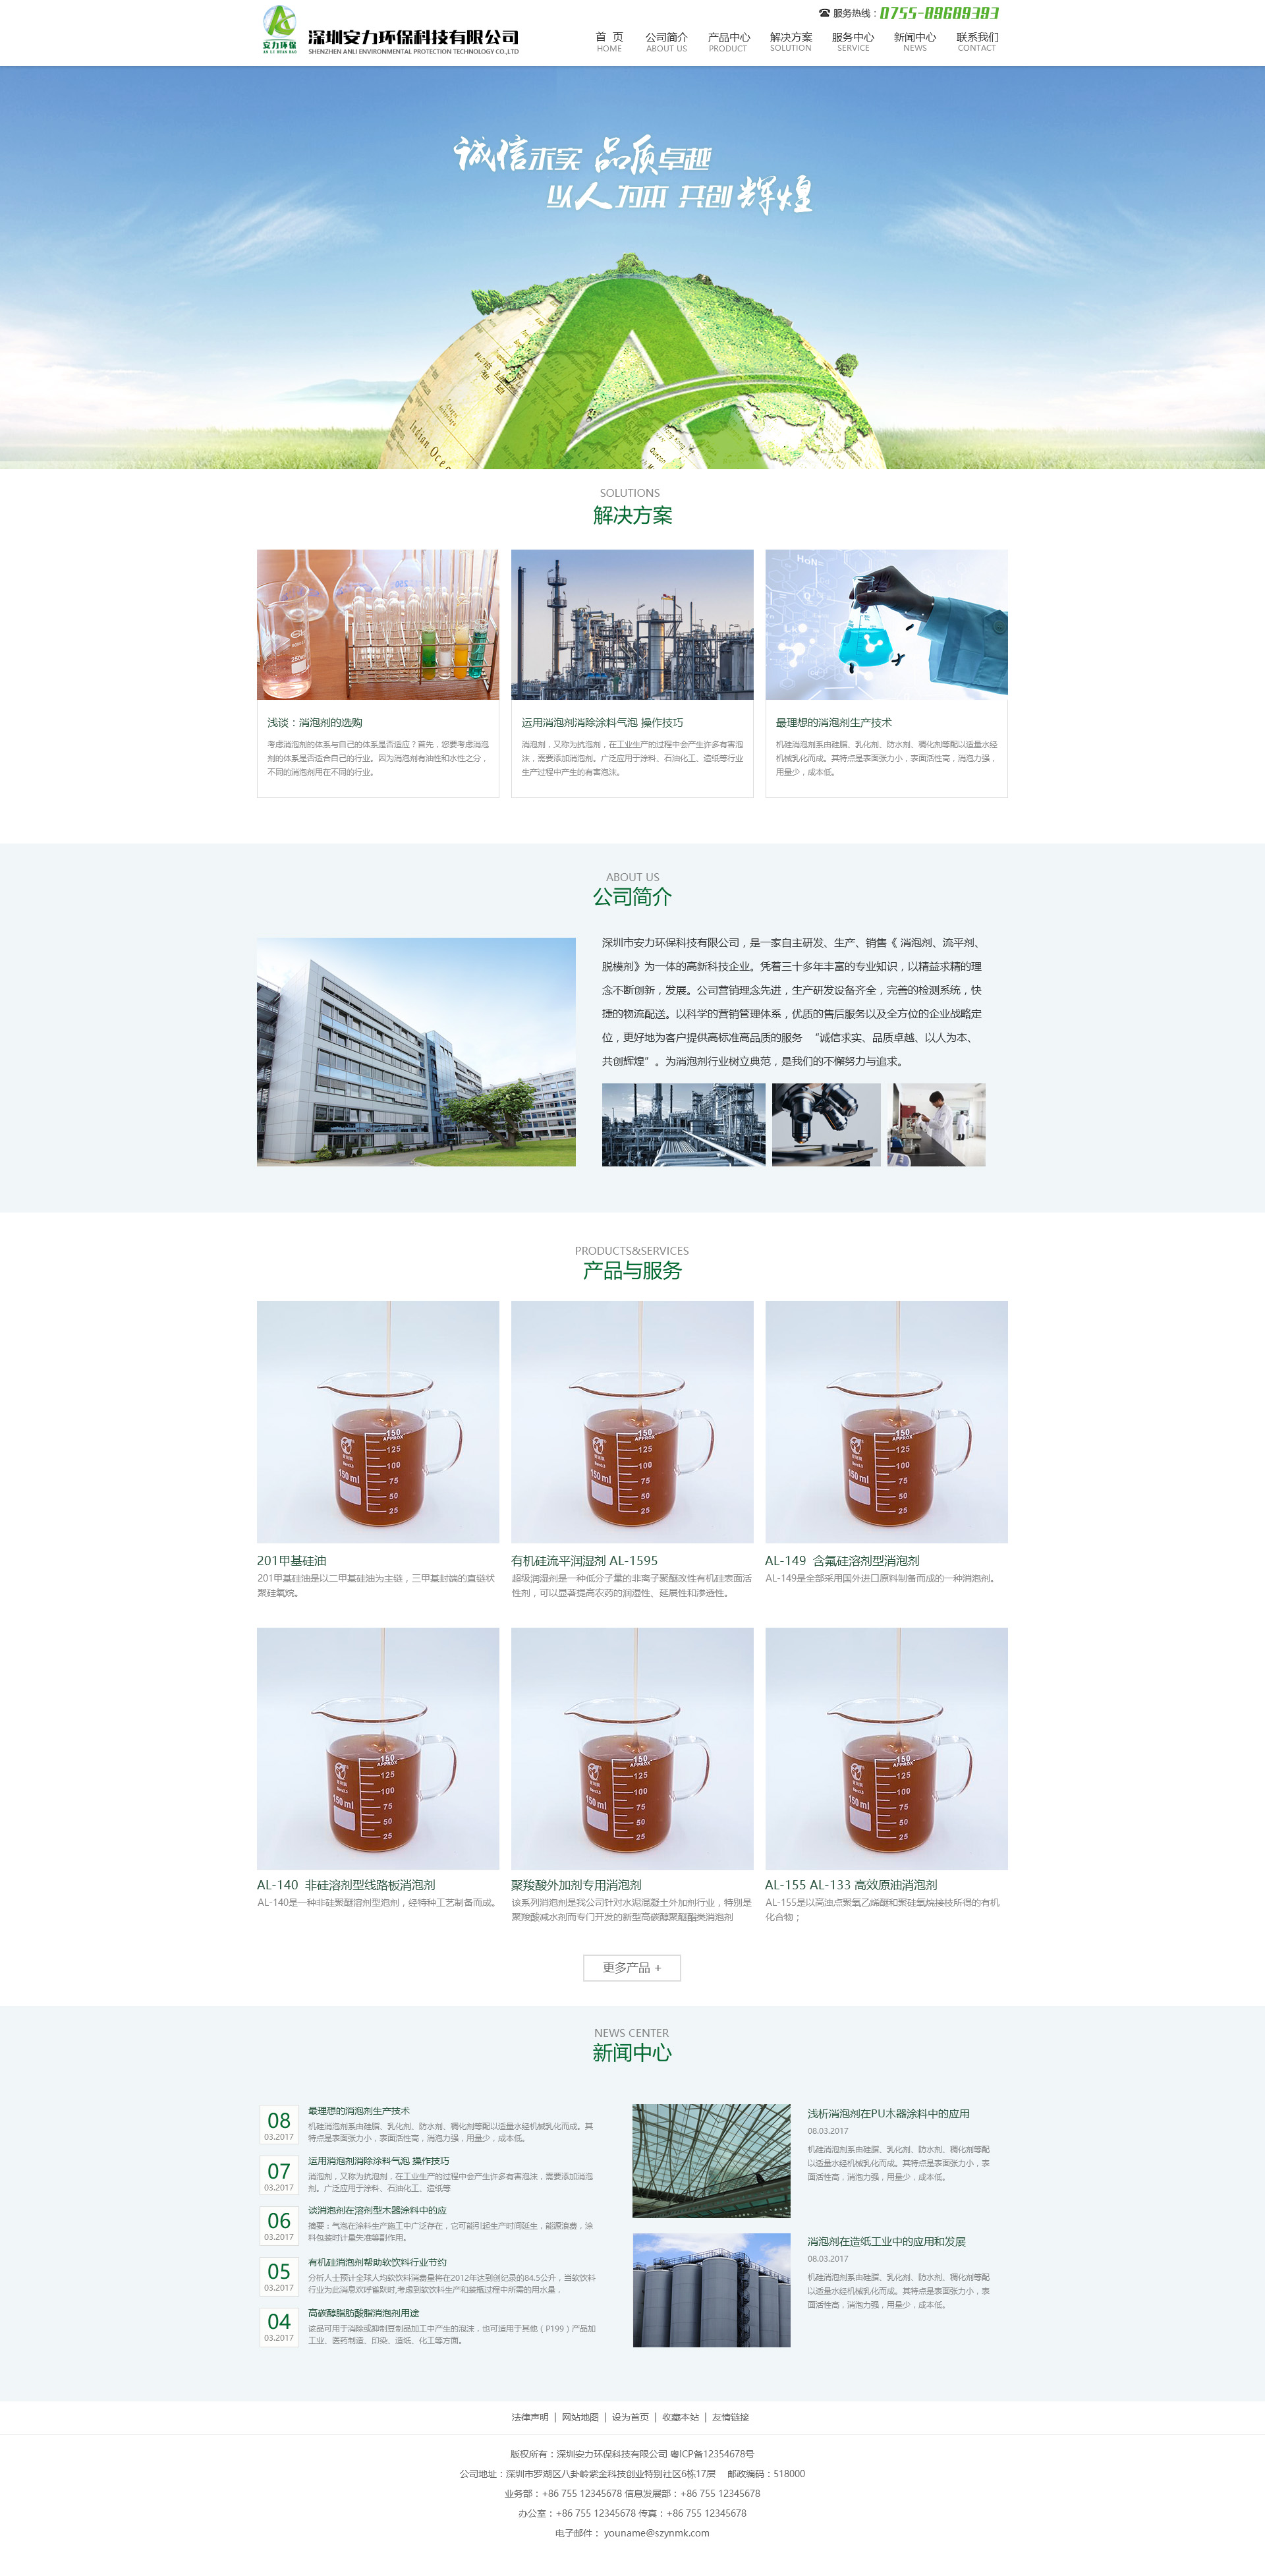 安力环保
AN LI HUAN BAO
深圳安力环保科技有限公司
SHENZHEN ANLI ENVIRONMENTAL PROTECTION TECHNOLOGY CO.,LTD
服务热线：0755-89689393
首 页 公司简介 产品中心 解决方案 服务中心 新闻中心 联系我们
HOME ABOUT US PRODUCT SOLUTION SERVICE NEWS CONTACT
诚信求实 品质卓越
以人为本 共创辉煌
Indian Oce
SOLUTIONS
解决方案
浅谈：消泡剂的选购
考虑消泡剂的体系与自己的体系是否适应？首先，您要考虑消泡
剂的体系是否适合自己的行业。因为消泡剂有油性和水性之分，
不同的消泡剂用在不同的行业。
运用消泡剂消除涂料气泡 操作技巧
消泡剂，又称为抗泡剂，在工业生产的过程中会产生许多有害泡
沫，需要添加消泡剂。广泛应用于涂料、石油化工、造纸等行业
生产过程中产生的有害泡沫。
最理想的消泡剂生产技术
机硅消泡剂系由硅脂、乳化剂、防水剂、稠化剂等配以适量水经
机械乳化而成。其特点是表面张力小，表面活性高，消泡力强，
用量少，成本低。
ABOUT US
公司简介
深圳市安力环保科技有限公司，是一家自主研发、生产、销售《 消泡剂、流平剂、
脱模剂》为一体的高新科技企业。凭着三十多年丰富的专业知识，以精益求精的理
念不断创新，发展。公司营销理念先进，生产研发设备齐全，完善的检测系统，快
捷的物流配送。以科学的营销管理体系，优质的售后服务以及全方位的企业战略定
位，更好地为客户提供高标准高品质的服务 “诚信求实、品质卓越、以人为本、
共创辉煌”。为消泡剂行业树立典范，是我们的不懈努力与追求。
PRODUCTS&SERVICES
产品与服务
201甲基硅油
201甲基硅油是以二甲基硅油为主链，三甲基封端的直链状
聚硅氧烷。
有机硅流平润湿剂 AL-1595
超级润湿剂是一种低分子量的非离子聚醚改性有机硅表面活
性剂，可以显著提高农药的润湿性、延展性和渗透性。
AL-149 含氟硅溶剂型消泡剂
AL-149是全部采用国外进口原料制备而成的一种消泡剂。
AL-140 非硅溶剂型线路板消泡剂
AL-140是一种非硅聚醚溶剂型泡剂，经特种工艺制备而成。
聚羧酸外加剂专用消泡剂
该系列消泡剂是我公司针对水泥混凝土外加剂行业，特别是
聚羧酸减水剂而专门开发的新型高碳醇聚醚酯类消泡剂
AL-155 AL-133 高效原油消泡剂
AL-155是以高浊点聚氧乙烯醚和聚硅氧烷接枝所得的有机
化合物；
更多产品 +
NEWS CENTER
新闻中心
08
03.2017
最理想的消泡剂生产技术
机硅消泡剂系由硅脂、乳化剂、防水剂、稠化剂等配以适量水经机械乳化而成。其
特点是表面张力小，表面活性高，消泡力强，用量少，成本低。
07
03.2017
运用消泡剂消除涂料气泡 操作技巧
消泡剂，又称为抗泡剂，在工业生产的过程中会产生许多有害泡沫，需要添加消泡
剂。广泛应用于涂料、石油化工、造纸等
06
03.2017
谈消泡剂在溶剂型木器涂料中的应
摘要：气泡在涂料生产施工中广泛存在，它可能引起生产时间延生，能源浪费，涂
料包装时计量失准等副作用。
05
03.2017
有机硅消泡剂帮助软饮料行业节约
分析人士预计全球人均软饮料消费量将在2012年达到创纪录的84.5公升，当软饮料
行业为此消息欢呼雀跃时,考虑到软饮料生产和装瓶过程中所需的用水量，
04
03.2017
高碳醇脂肪酸脂消泡剂用途
该品可用于消除或抑制豆制品加工中产生的泡沫，也可适用于其他（P199）产品加
工业、医药制造、印染、造纸、化工等方面。
浅析消泡剂在PU木器涂料中的应用
08.03.2017
机硅消泡剂系由硅脂、乳化剂、防水剂、稠化剂等配
以适量水经机械乳化而成。其特点是表面张力小，表
面活性高，消泡力强，用量少，成本低。
消泡剂在造纸工业中的应用和发展
08.03.2017
机硅消泡剂系由硅脂、乳化剂、防水剂、稠化剂等配
以适量水经机械乳化而成。其特点是表面张力小，表
面活性高，消泡力强，用量少，成本低。
法律声明 | 网站地图 | 设为首页 | 收藏本站 | 友情链接
版权所有：深圳安力环保科技有限公司 粤ICP备12354678号
公司地址：深圳市罗湖区八卦岭紫金科技创业特别社区6栋17层 邮政编码：518000
业务部：+86 755 12345678 信息发展部：+86 755 12345678
办公室：+86 755 12345678 传真：+86 755 12345678
电子邮件： youname@szynmk.com